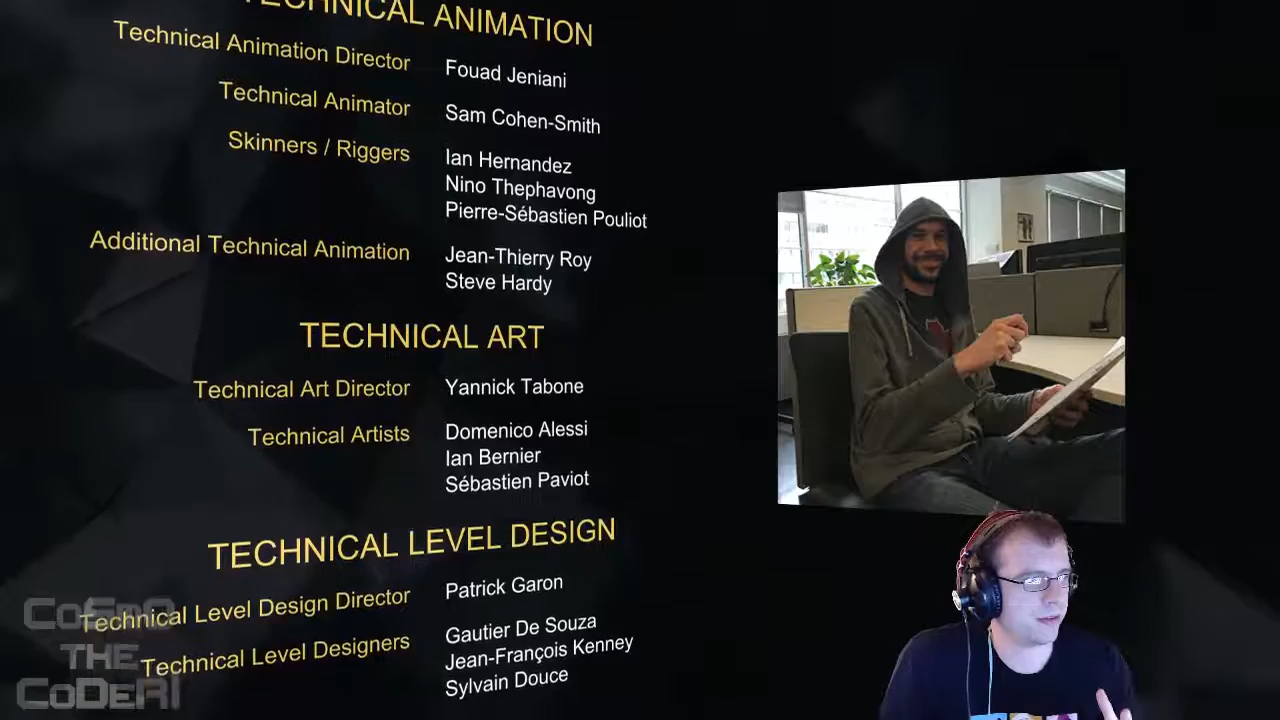 TECHNICAL ANIMATION
Technical Animation Director Fouad Jeniani
Technical Animator Sam Cohen-Smith
Skinners / Riggers Ian Hernandez
Nino Thephavong
Pierre-Sébastien Pouliot
Additional Technical Animation Jean-Thierry Roy
Steve Hardy
TECHNICAL ART
Technical Art Director Yannick Tabone
Technical Artists Domenico Alessi
Ian Bernier
Sébastien Paviot
TECHNICAL LEVEL DESIGN
Technical Level Design Director Patrick Garon
Technical Level Designers Gautier De Souza
Jean-François Kenney
Sylvain Douce
CoSmO
THE
CoDeRI